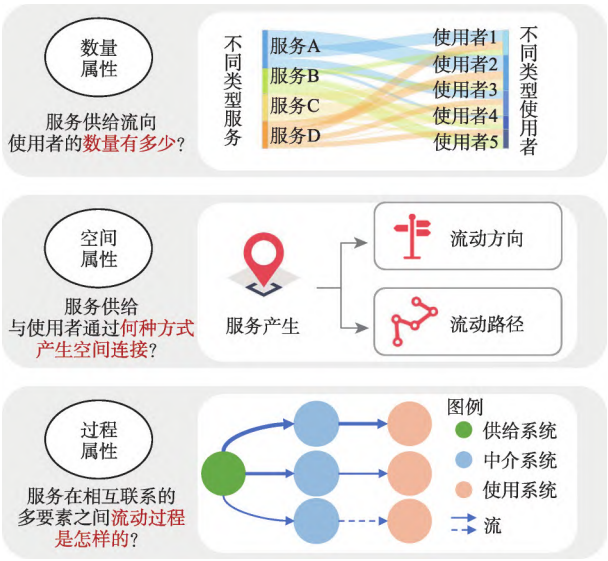 数量
属性
服务供给流向
使用者的数量有多少?
不同类型服务
服务A
服务B
服务C
服务D
使用者1
使用者2
使用者3
使用者4
使用者5
不同类型使用者
空间
属性
服务供给
与使用者通过何种方式
产生空间连接?
服务产生
流动方向
流动路径
过程
属性
服务在相互联系的
多要素之间流动过程
是怎样的?
图例
供给系统
中介系统
使用系统
流